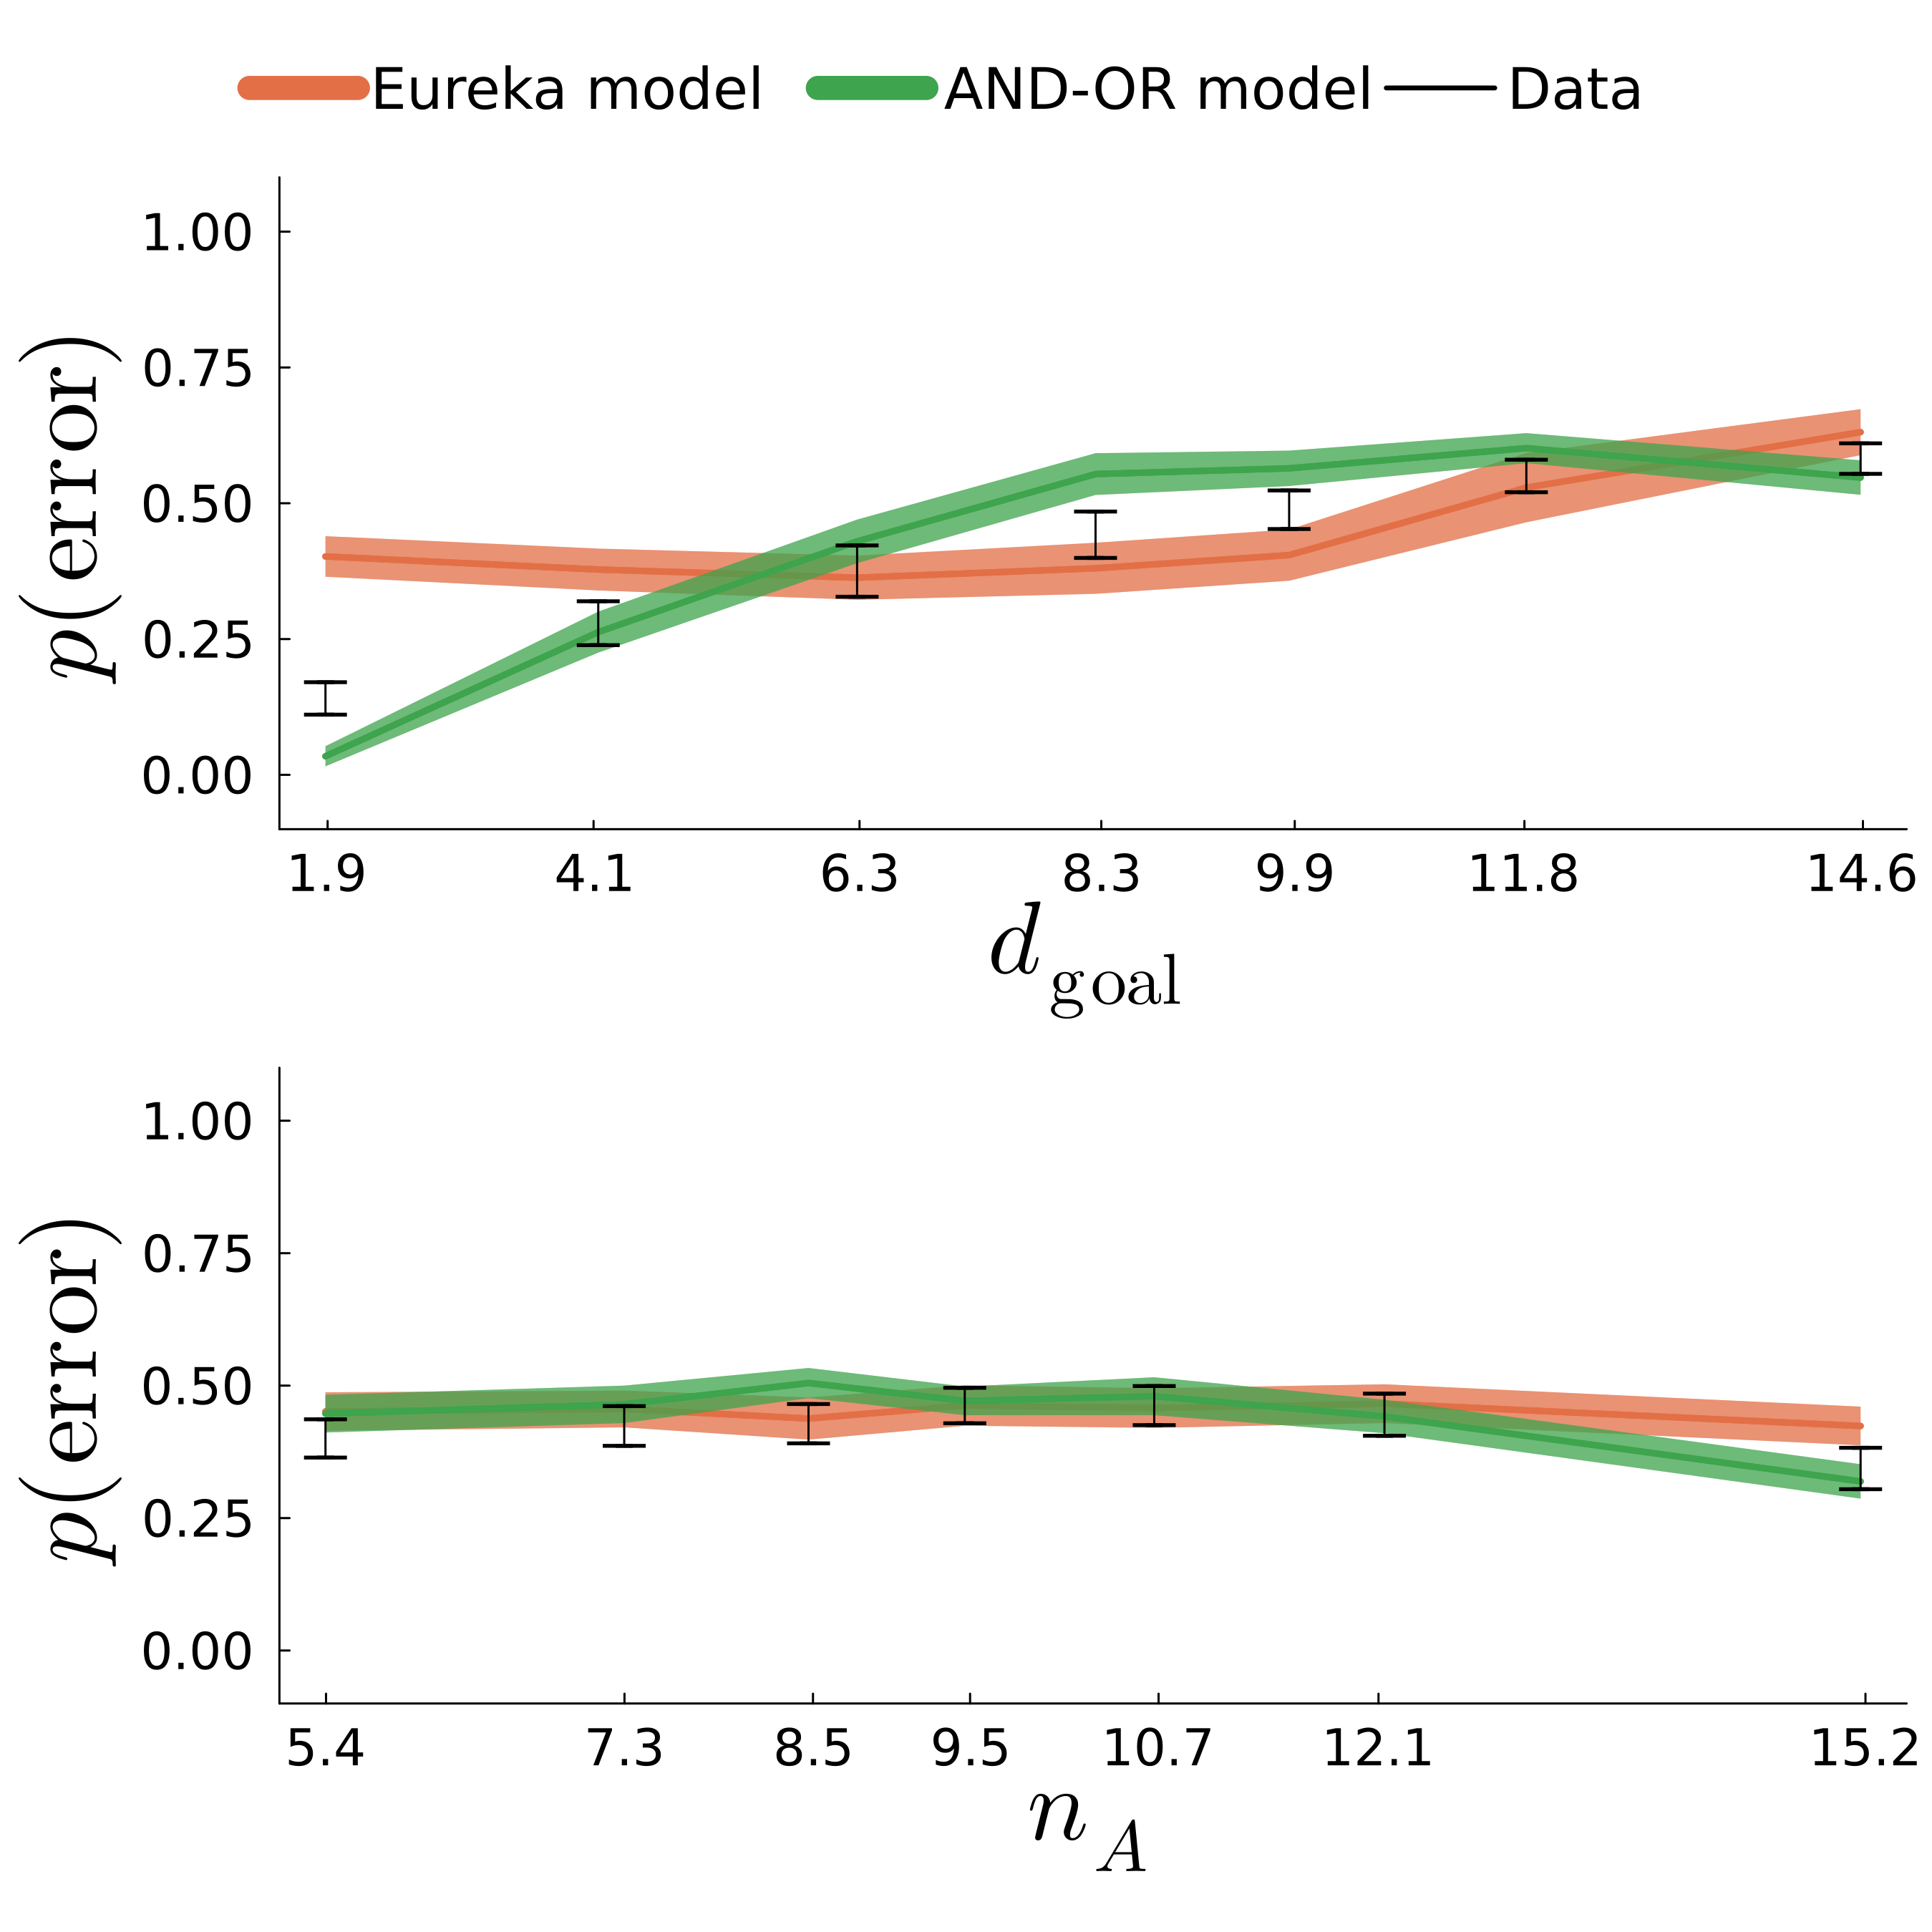 Eureka model AND-OR model Data
1.00
0.75
0.50
0.25
0.00
p(error)
1.9 4.1 6.3 8.3 9.9 11.8 14.6
d_goal
1.00
0.75
0.50
0.25
0.00
p(error)
5.4 7.3 8.5 9.5 10.7 12.1 15.2
n_A